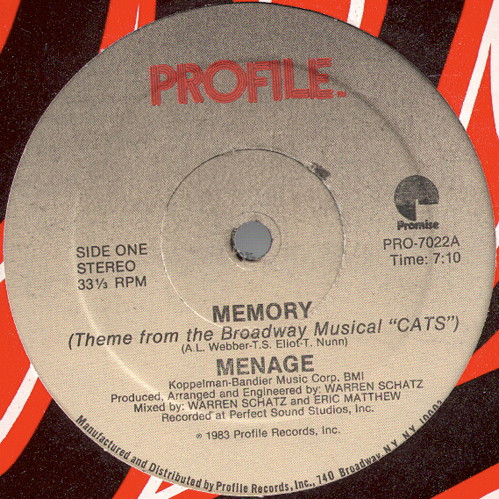 PROFILE.
Promise
SIDE ONE
STEREO
33⅓ RPM
PRO-7022A
Time: 7:10
MEMORY
(Theme from the Broadway Musical “CATS”)
(A.L. Webber-T.S. Eliot-T. Nunn)
MENAGE
Koppelman-Bandier Music Corp. BMI
Produced, Arranged and Engineered by: WARREN SCHATZ
Mixed by: WARREN SCHATZ and ERIC MATTHEW
Recorded at Perfect Sound Studios, Inc.
℗ 1983 Profile Records, Inc.
Manufactured and Distributed by Profile Records, Inc., 740 Broadway, N.Y., N.Y. 10003